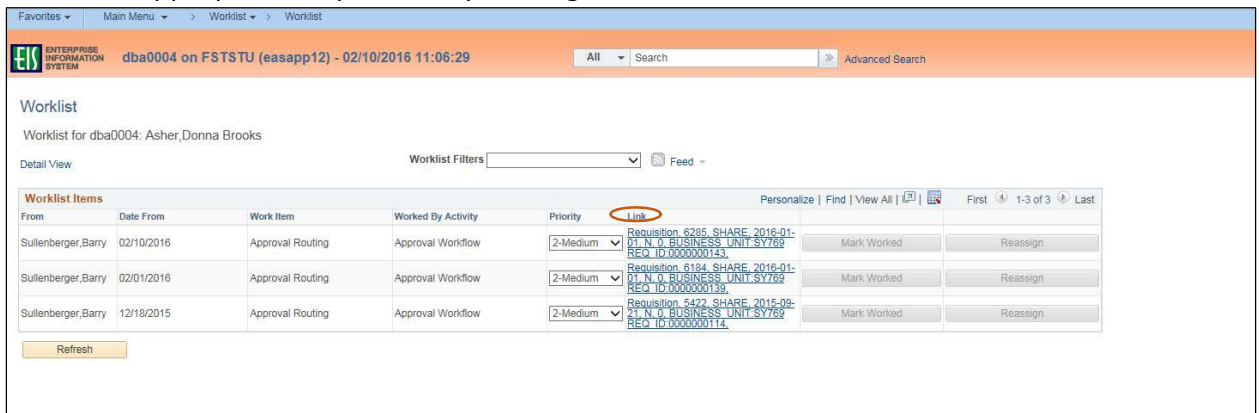 Favorites Main Menu > Worklist > Worklist
EIS ENTERPRISE INFORMATION SYSTEM dba0004 on FSTSTU (easapp12) - 02/10/2016 11:06:29 All Search » Advanced Search
Worklist
Worklist for dba0004: Asher,Donna Brooks
Detail View Worklist Filters Feed
Worklist Items Personalize | Find | View All | | First 1-3 of 3 Last
From Date From Work Item Worked By Activity Priority Link
Sullenberger,Barry 02/10/2016 Approval Routing Approval Workflow 2-Medium Requisition, 6285, SHARE, 2016-01-
01, N, 0, BUSINESS_UNIT:SY769
REQ_ID:0000000143,
Mark Worked Reassign
Sullenberger,Barry 02/01/2016 Approval Routing Approval Workflow 2-Medium Requisition, 6184, SHARE, 2016-01-
01, N, 0, BUSINESS_UNIT:SY769
REQ_ID:0000000139,
Mark Worked Reassign
Sullenberger,Barry 12/18/2015 Approval Routing Approval Workflow 2-Medium Requisition, 5422, SHARE, 2015-09-
21, N, 0, BUSINESS_UNIT:SY769
REQ_ID:0000000114,
Mark Worked Reassign
Refresh